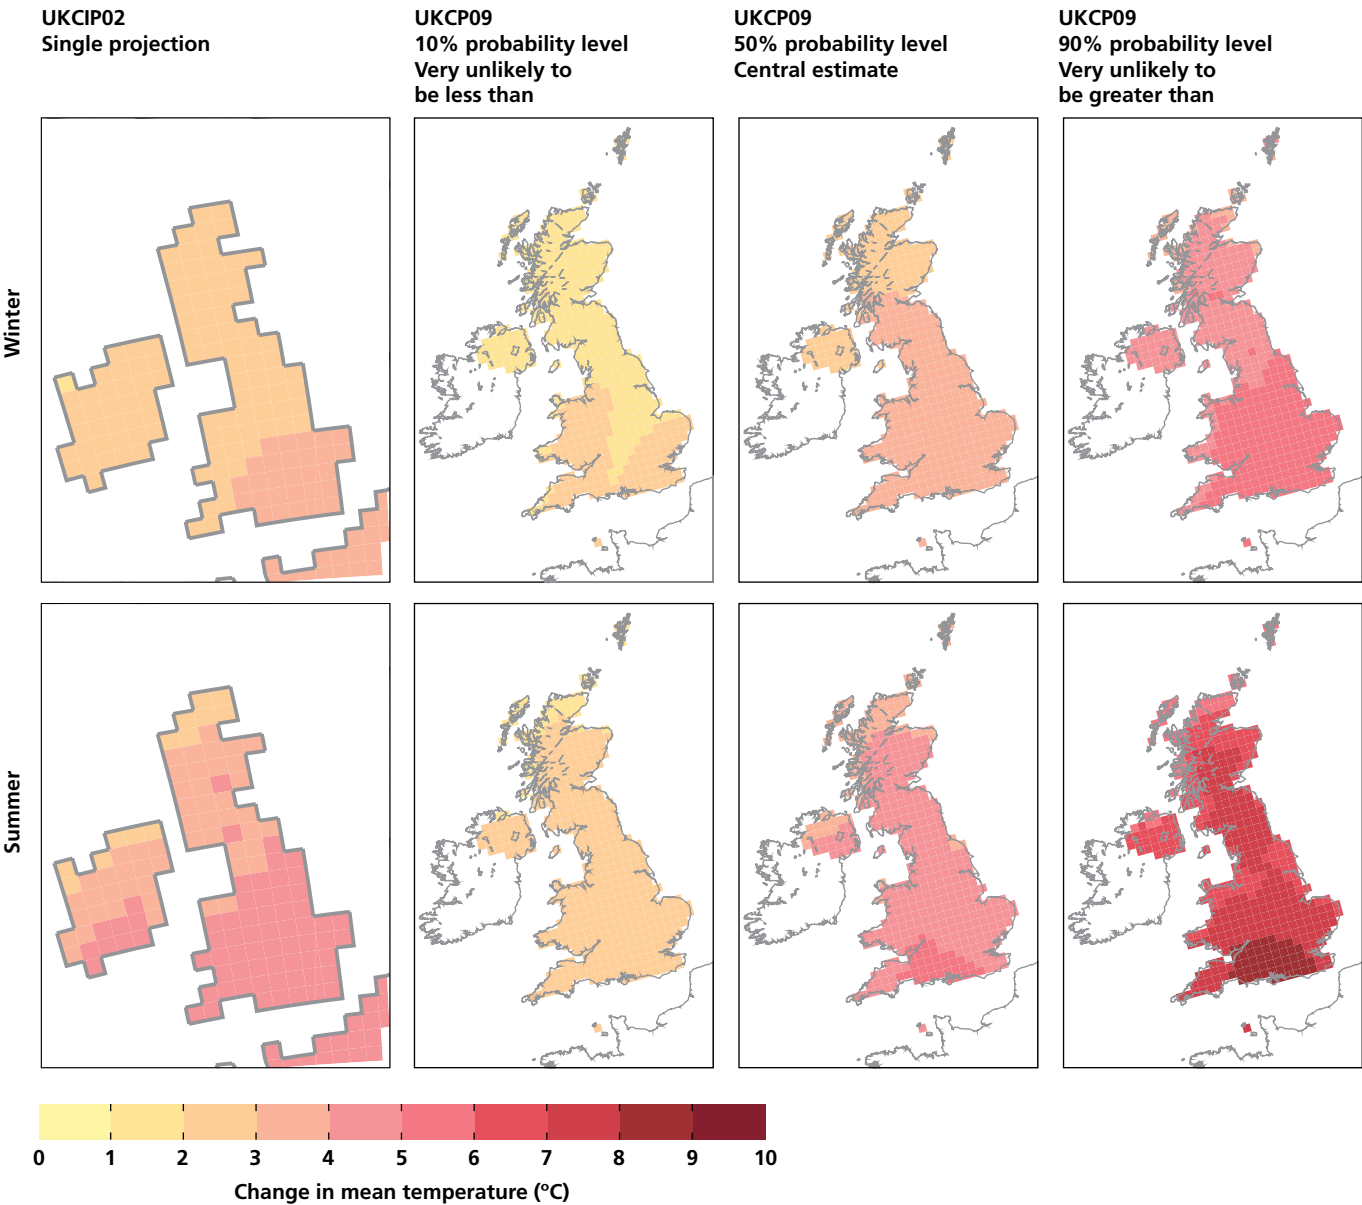 UKCIP02
Single projection
UKCP09
10% probability level
Very unlikely to
be less than
UKCP09
50% probability level
Central estimate
UKCP09
90% probability level
Very unlikely to
be greater than
Winter
Summer
0 1 2 3 4 5 6 7 8 9 10
Change in mean temperature (ºC)